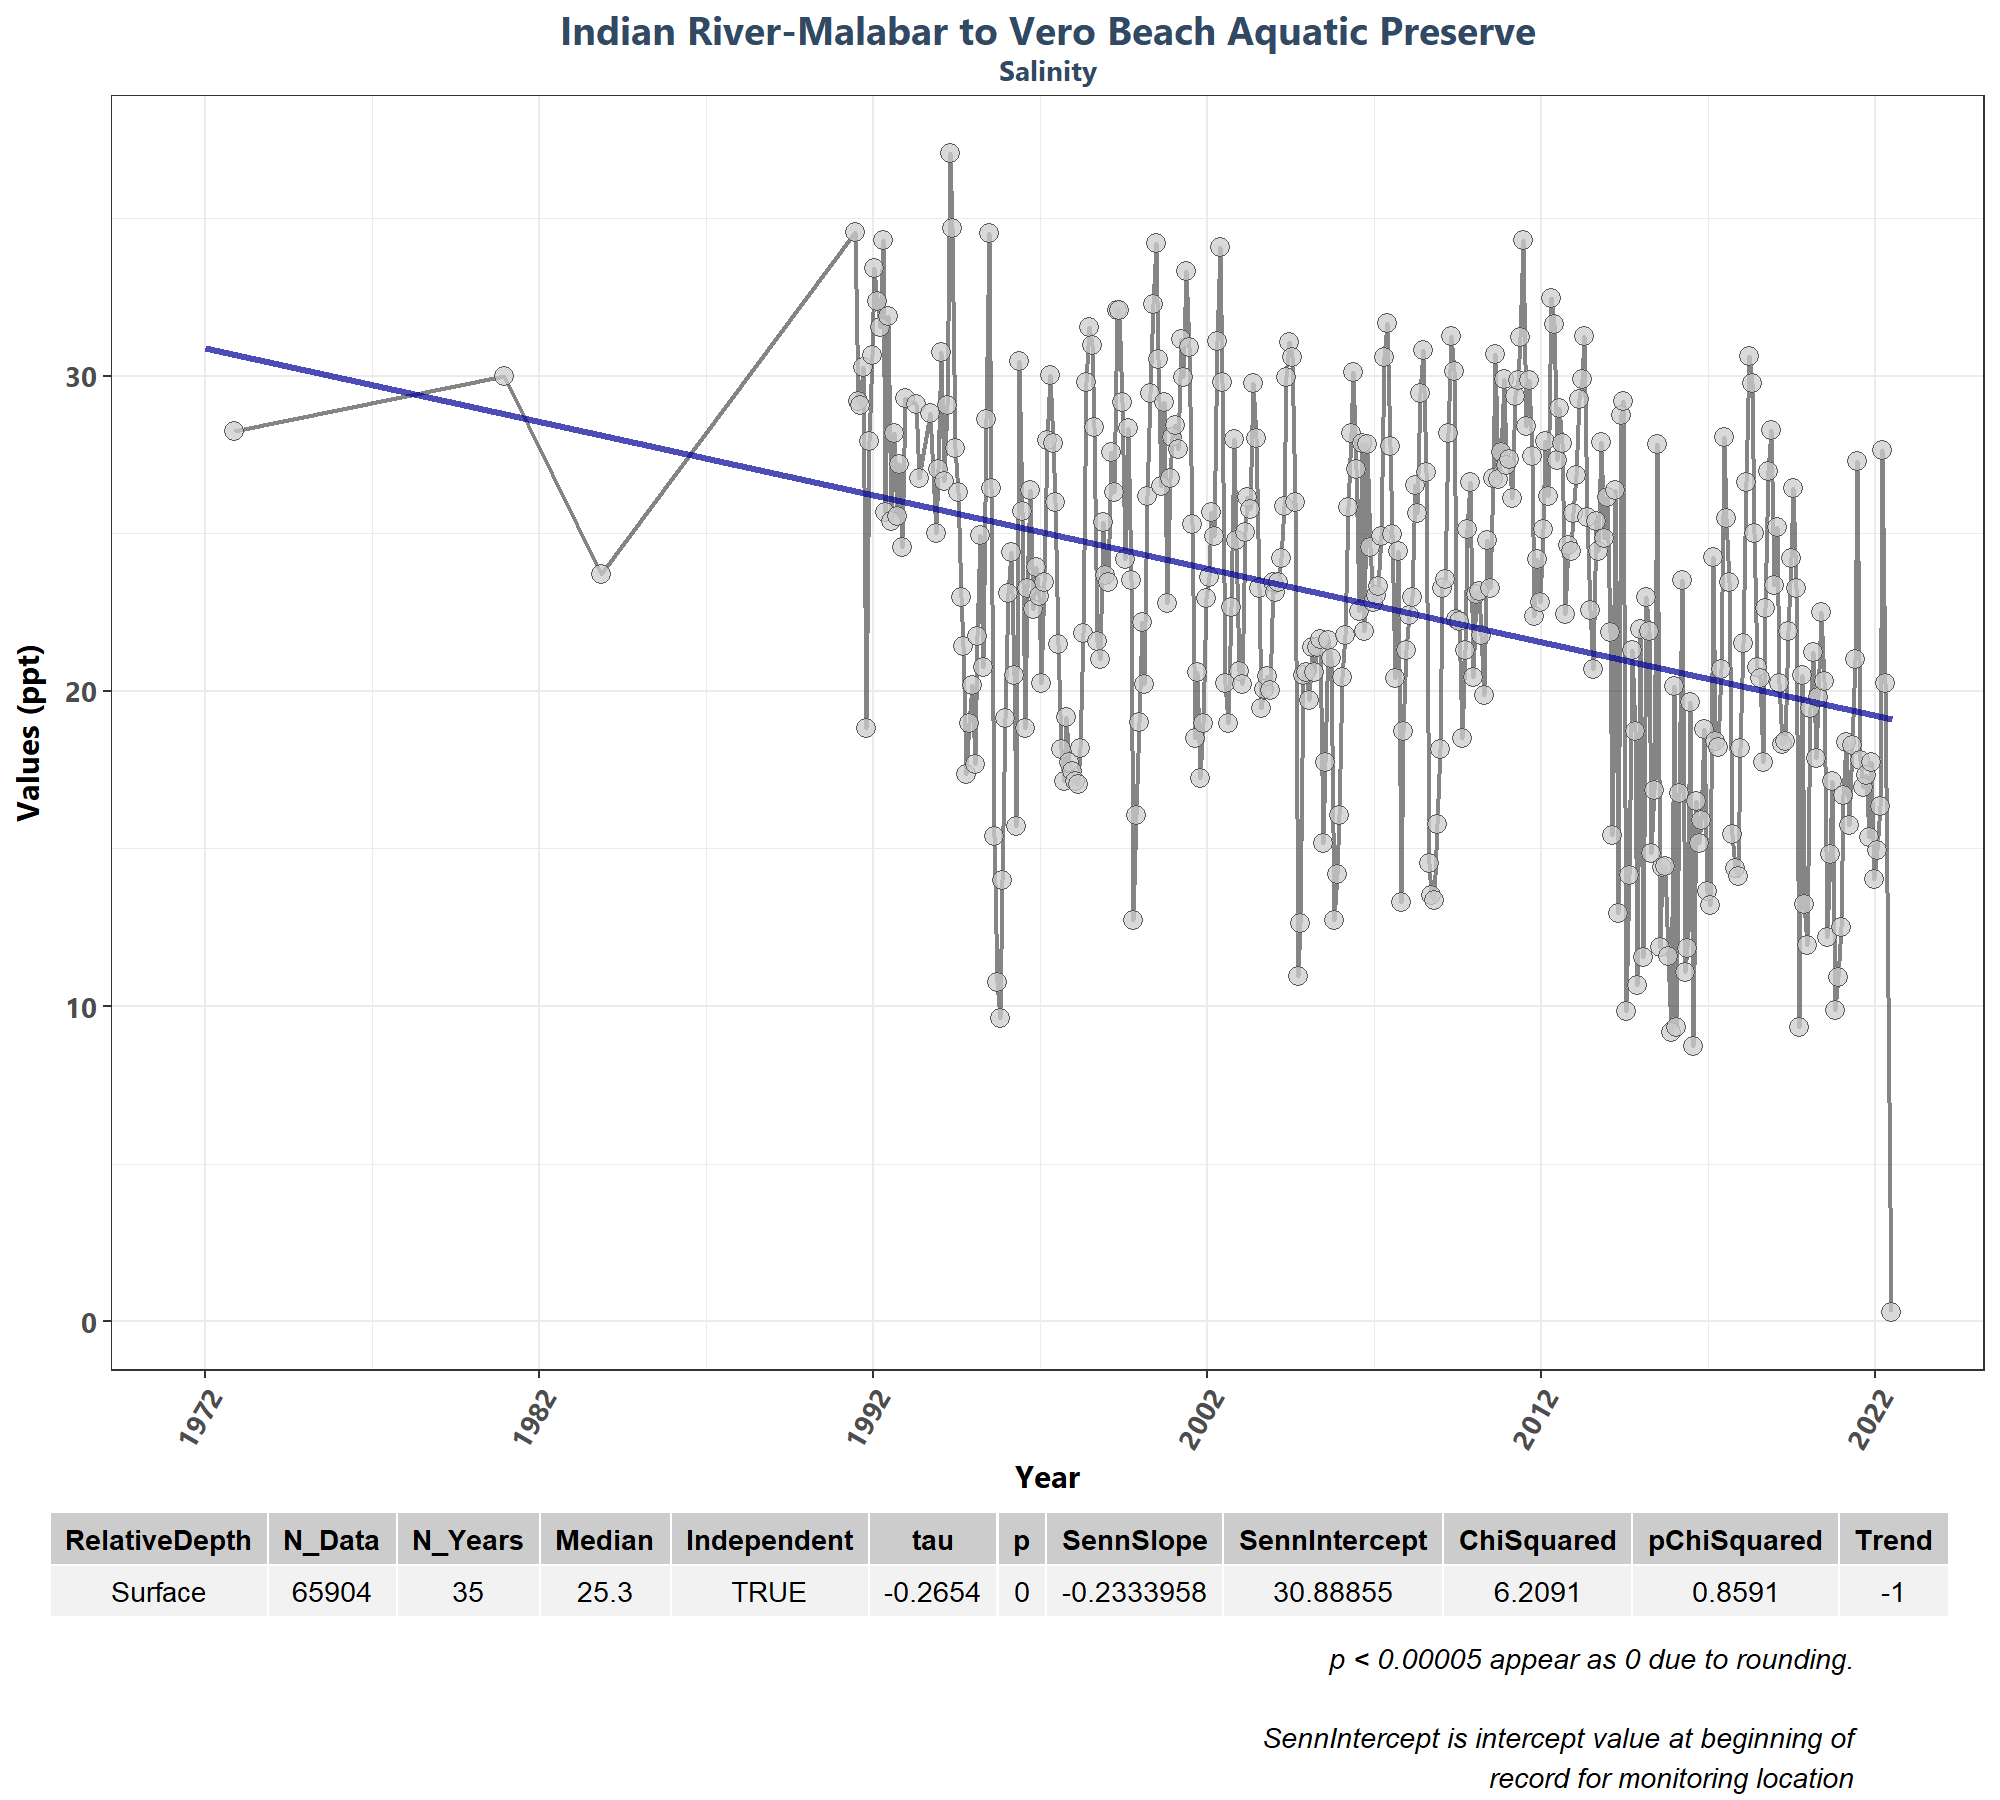 Indian River-Malabar to Vero Beach Aquatic Preserve
Salinity
Values (ppt)
30
20
10
0
1972 1982 1992 2002 2012 2022
Year
RelativeDepth N_Data N_Years Median Independent tau p SennSlope SennIntercept ChiSquared pChiSquared Trend
Surface 65904 35 25.3 TRUE -0.2654 0 -0.2333958 30.88855 6.2091 0.8591 -1
p < 0.00005 appear as 0 due to rounding.
SennIntercept is intercept value at beginning of
record for monitoring location